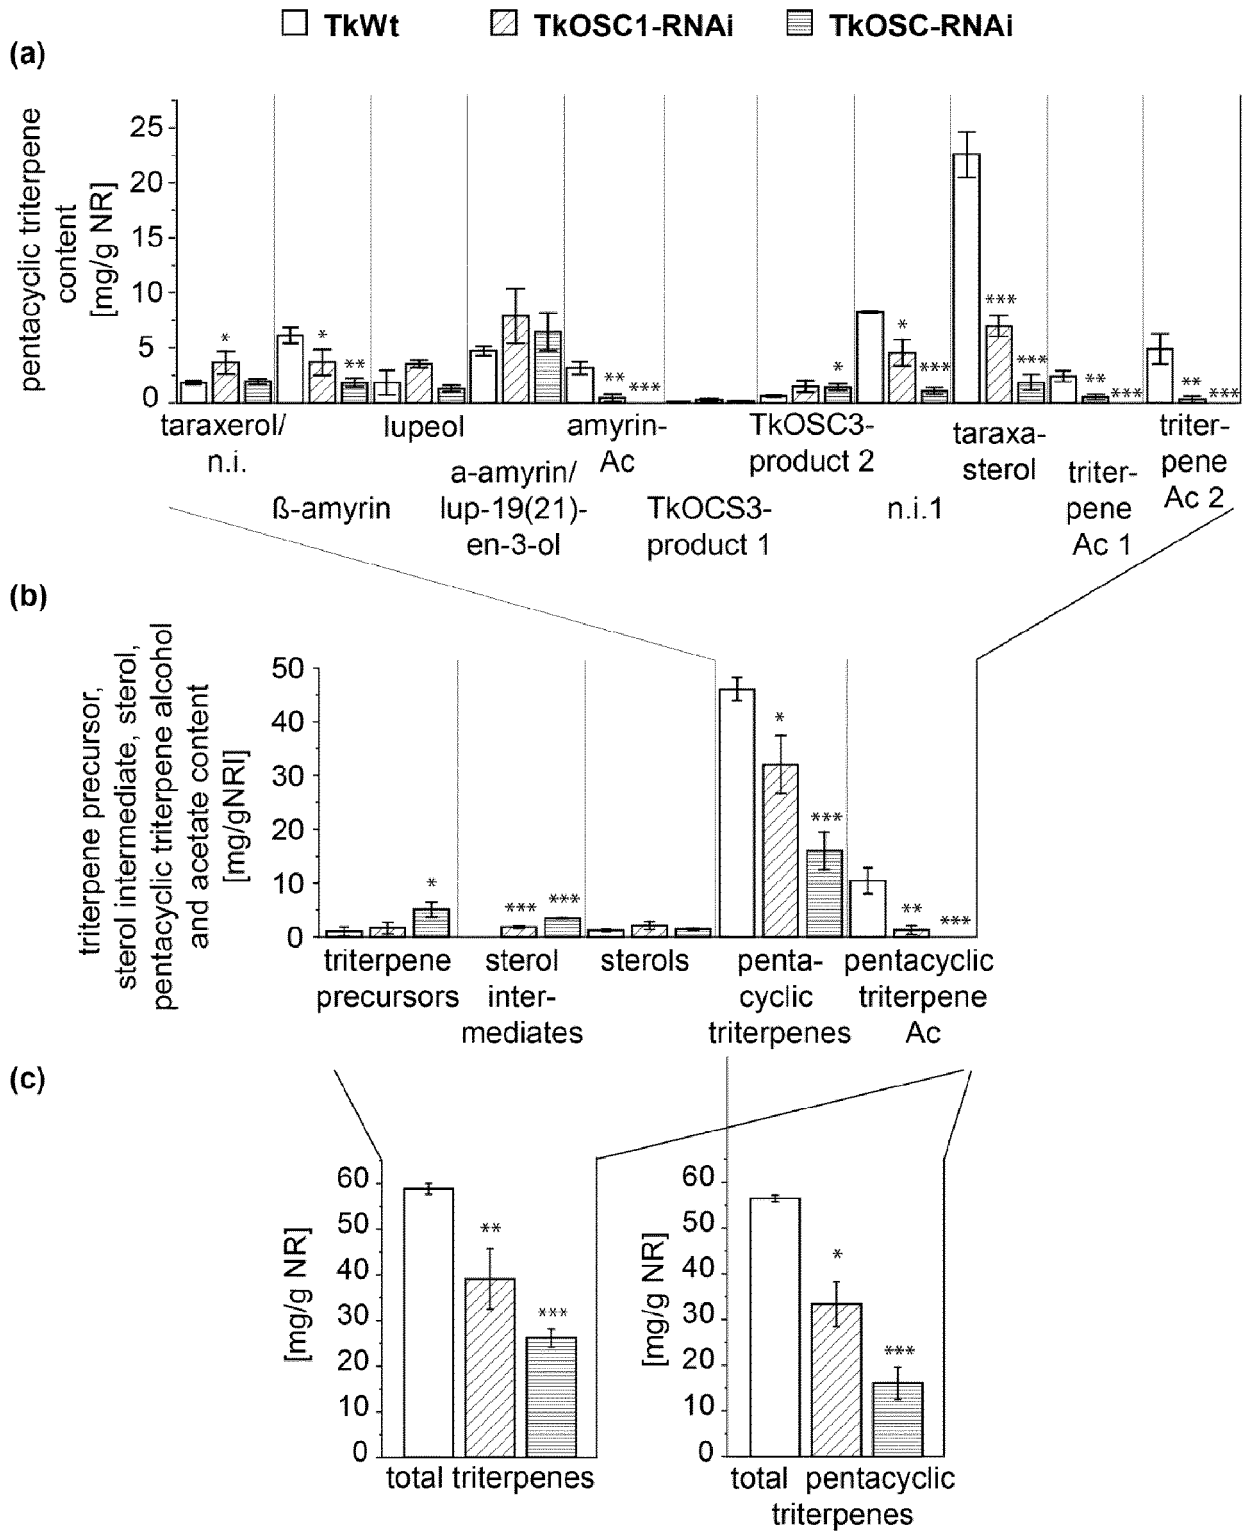 TkWt TkOSC1-RNAi TkOSC-RNAi
(a)
pentacyclic triterpene
content
[mg/g NR]
25
20
15
10
5
0
* * ** ** *** * * *** *** *** ** *** ** ***
taraxerol/
n.i.
ß-amyrin
lupeol
a-amyrin/
lup-19(21)-
en-3-ol
amyrin-
Ac
TkOCS3-
product 1
TkOSC3-
product 2
n.i.1
taraxa-
sterol
triter-
pene
Ac 1
triter-
pene
Ac 2
(b)
triterpene precursor,
sterol intermediate, sterol,
pentacyclic triterpene alcohol
and acetate content
[mg/gNRI]
50
40
30
20
10
0
* *** *** * *** ** ***
triterpene
precursors
sterol
inter-
mediates
sterols
penta-
cyclic
triterpenes
pentacyclic
triterpene
Ac
(c)
[mg/g NR]
60
50
40
30
20
10
0
** ***
total triterpenes
[mg/g NR]
60
50
40
30
20
10
0
* ***
total pentacyclic
triterpenes